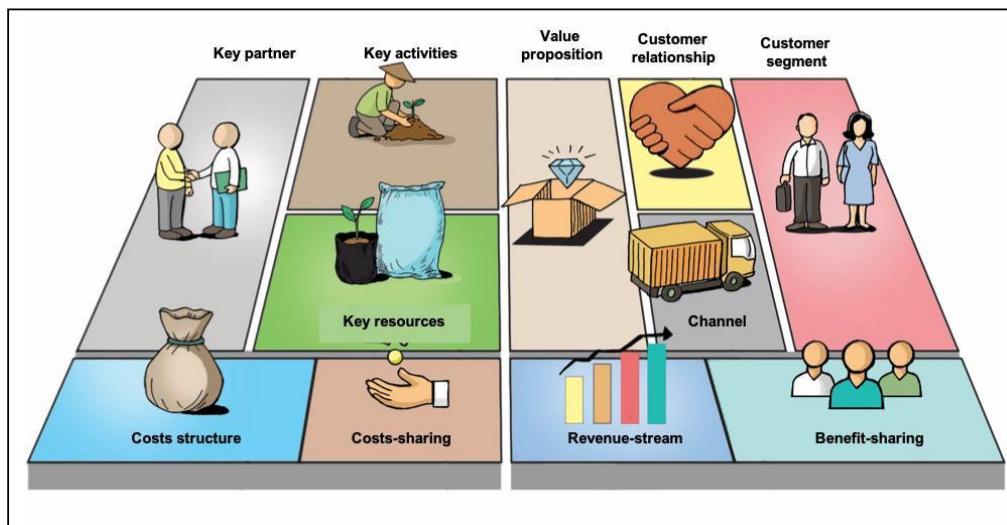 Key partner
Key activities
Value
proposition
Customer
relationship
Customer
segment
Key resources
Channel
Costs structure
Costs-sharing
Revenue-stream
Benefit-sharing